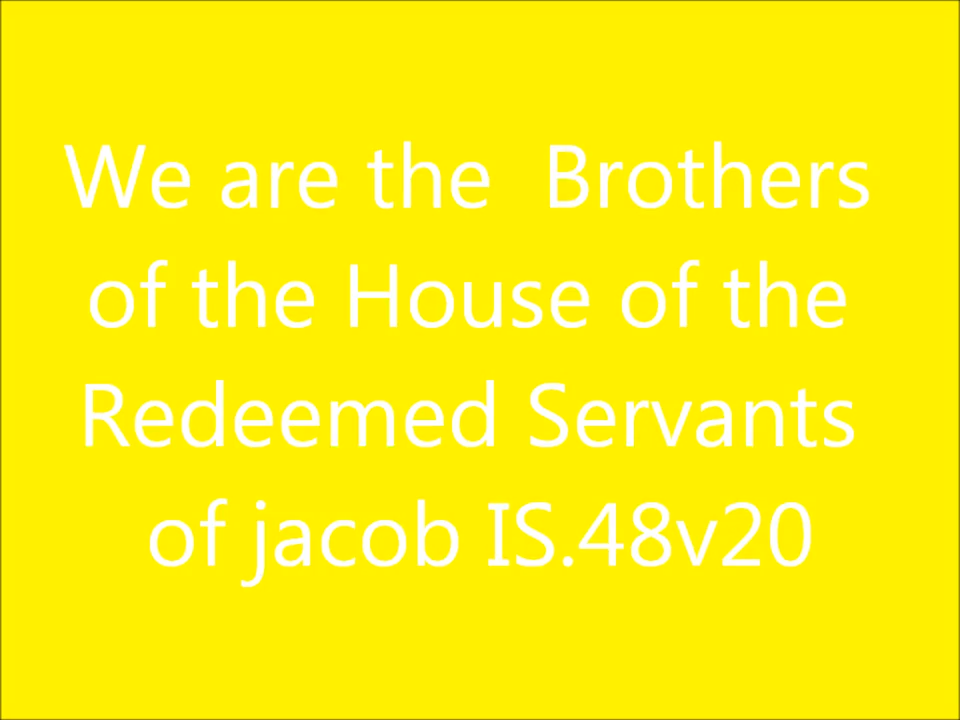 We are the  Brothers
of the House of the
Redeemed Servants
of jacob IS.48v20